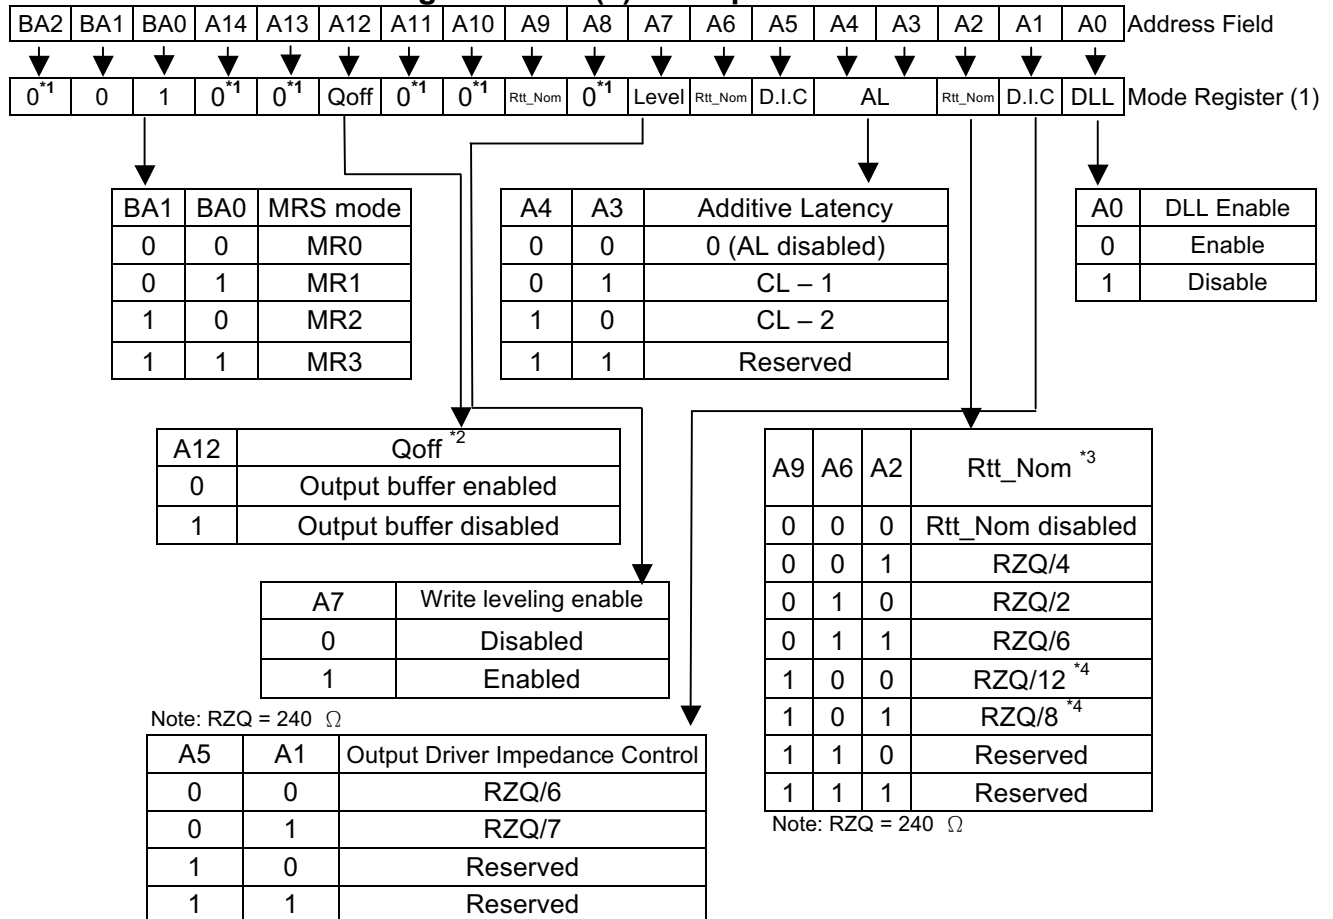 BA2 BA1 BA0 A14 A13 A12 A11 A10 A9 A8 A7 A6 A5 A4 A3 A2 A1 A0 Address Field
0*1 0 1 0*1 0*1 Qoff 0*1 0*1 Rtt_Nom 0*1 Level Rtt_Nom D.I.C AL Rtt_Nom D.I.C DLL Mode Register (1)
BA1 BA0 MRS mode
0 0 MR0
0 1 MR1
1 0 MR2
1 1 MR3
A4 A3 Additive Latency
0 0 0 (AL disabled)
0 1 CL – 1
1 0 CL – 2
1 1 Reserved
A0 DLL Enable
0 Enable
1 Disable
A12 Qoff *2
0 Output buffer enabled
1 Output buffer disabled
A7 Write leveling enable
0 Disabled
1 Enabled
Note: RZQ = 240 Ω
A5 A1 Output Driver Impedance Control
0 0 RZQ/6
0 1 RZQ/7
1 0 Reserved
1 1 Reserved
A9 A6 A2 Rtt_Nom *3
0 0 0 Rtt_Nom disabled
0 0 1 RZQ/4
0 1 0 RZQ/2
0 1 1 RZQ/6
1 0 0 RZQ/12 *4
1 0 1 RZQ/8 *4
1 1 0 Reserved
1 1 1 Reserved
Note: RZQ = 240 Ω